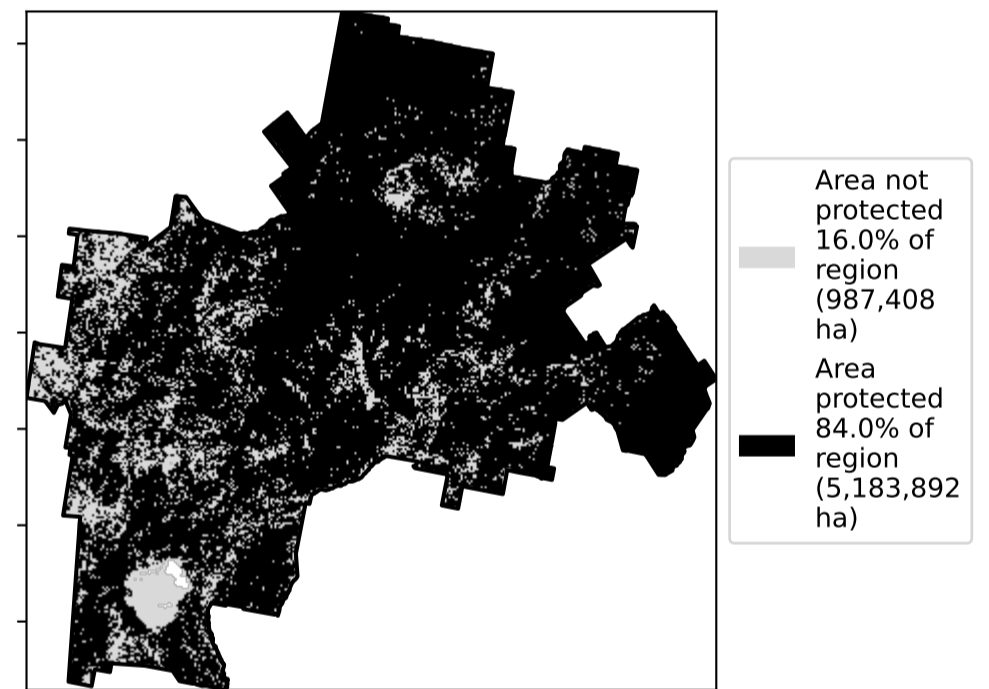 Area not
protected
16.0% of
region
(987,408
ha)
Area
protected
84.0% of
region
(5,183,892
ha)